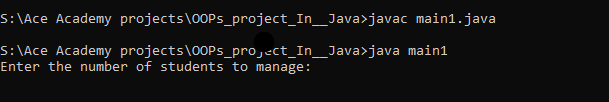 S:\Ace Academy projects\OOPs_project_In__Java>javac main1.java
S:\Ace Academy projects\OOPs_project_In__Java>java main1
Enter the number of students to manage: